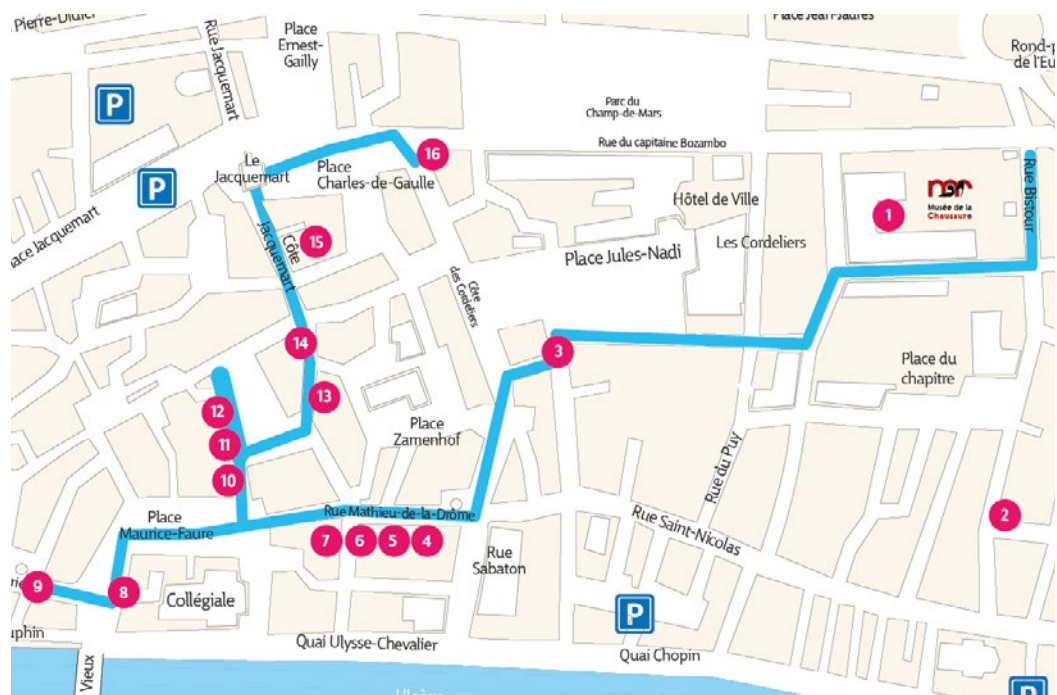 Pierre-Didier
Rue Jacquemart
Place
Ernest-
Gailly
Place Jean-Jaurès
Rond-p
de l'Eu
P
Parc du
Champ-de-Mars
Rue du capitaine Bozambo
Le
Jacquemart
Place
Charles-de-Gaulle
16
P
Hôtel de Ville
1
Musée de la
Chaussure
Rue Bistour
lace Jacquemart
Côte
Jacquemart
15
Place Jules-Nadi
Les Cordeliers
Côte
des Cordeliers
14
3
Place du
chapitre
13
12
11
10
Place
Zamenhof
Rue du Puy
Rue Mathieu-de-la-Drôme
Rue Saint-Nicolas
2
Place
Maurice-Faure
7
6
5
4
Rue
Sabaton
9
8
Collégiale
uphin
Vieux
Quai Ulysse-Chevalier
P
Quai Chopin
P